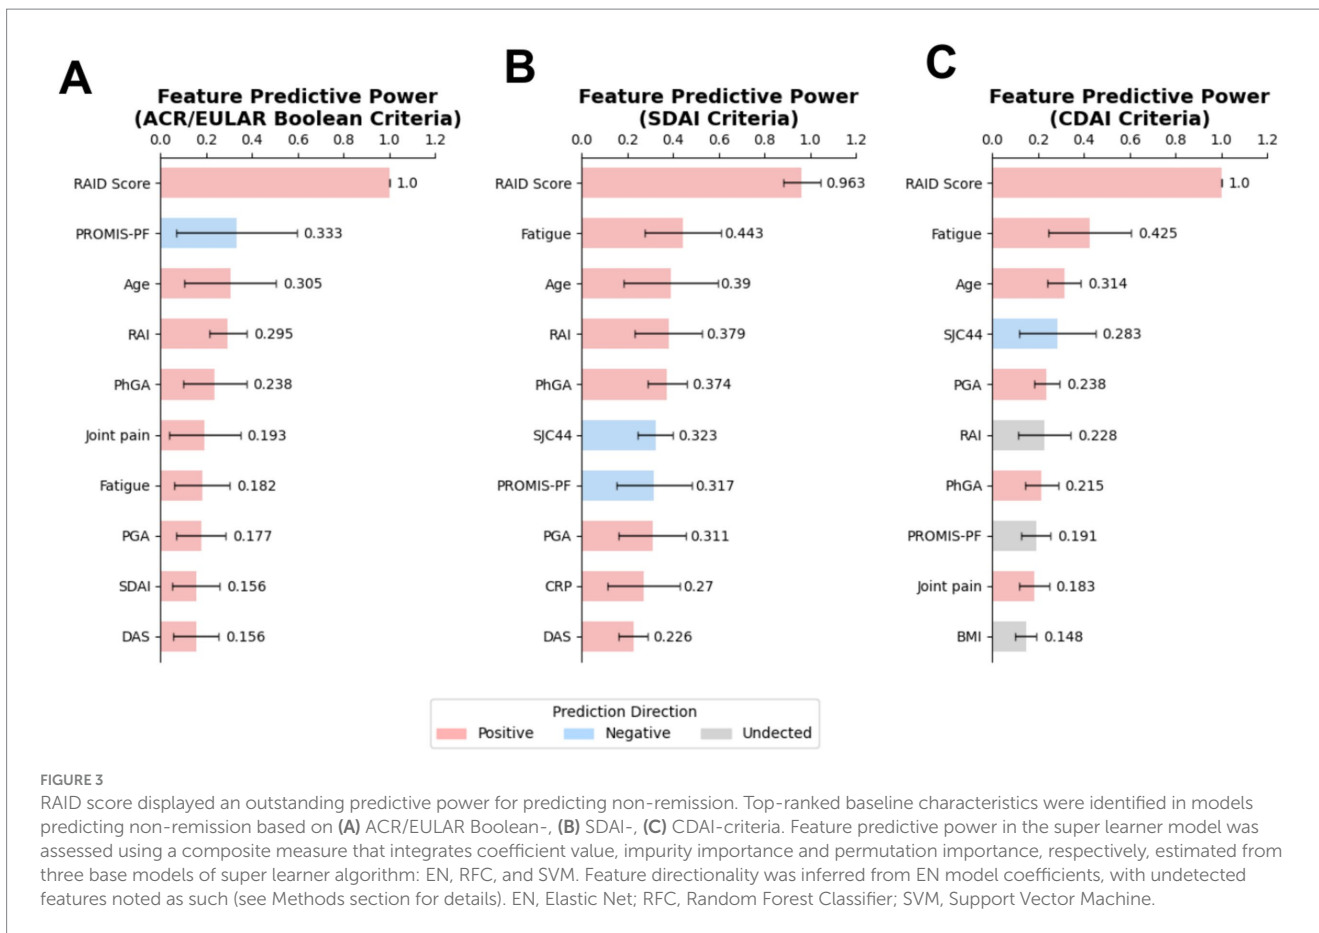 A
Feature Predictive Power
(ACR/EULAR Boolean Criteria)
0.0 0.2 0.4 0.6 0.8 1.0 1.2
RAID Score 1.0
PROMIS-PF 0.333
Age 0.305
RAI 0.295
PhGA 0.238
Joint pain 0.193
Fatigue 0.182
PGA 0.177
SDAI 0.156
DAS 0.156
B
Feature Predictive Power
(SDAI Criteria)
0.0 0.2 0.4 0.6 0.8 1.0 1.2
RAID Score 0.963
Fatigue 0.443
Age 0.39
RAI 0.379
PhGA 0.374
SJC44 0.323
PROMIS-PF 0.317
PGA 0.311
CRP 0.27
DAS 0.226
C
Feature Predictive Power
(CDAI Criteria)
0.0 0.2 0.4 0.6 0.8 1.0 1.2
RAID Score 1.0
Fatigue 0.425
Age 0.314
SJC44 0.283
PGA 0.238
RAI 0.228
PhGA 0.215
PROMIS-PF 0.191
Joint pain 0.183
BMI 0.148
Prediction Direction
Positive Negative Undected
FIGURE 3
RAID score displayed an outstanding predictive power for predicting non-remission. Top-ranked baseline characteristics were identified in models
predicting non-remission based on (A) ACR/EULAR Boolean-, (B) SDAI-, (C) CDAI-criteria. Feature predictive power in the super learner model was
assessed using a composite measure that integrates coefficient value, impurity importance and permutation importance, respectively, estimated from
three base models of super learner algorithm: EN, RFC, and SVM. Feature directionality was inferred from EN model coefficients, with undetected
features noted as such (see Methods section for details). EN, Elastic Net; RFC, Random Forest Classifier; SVM, Support Vector Machine.